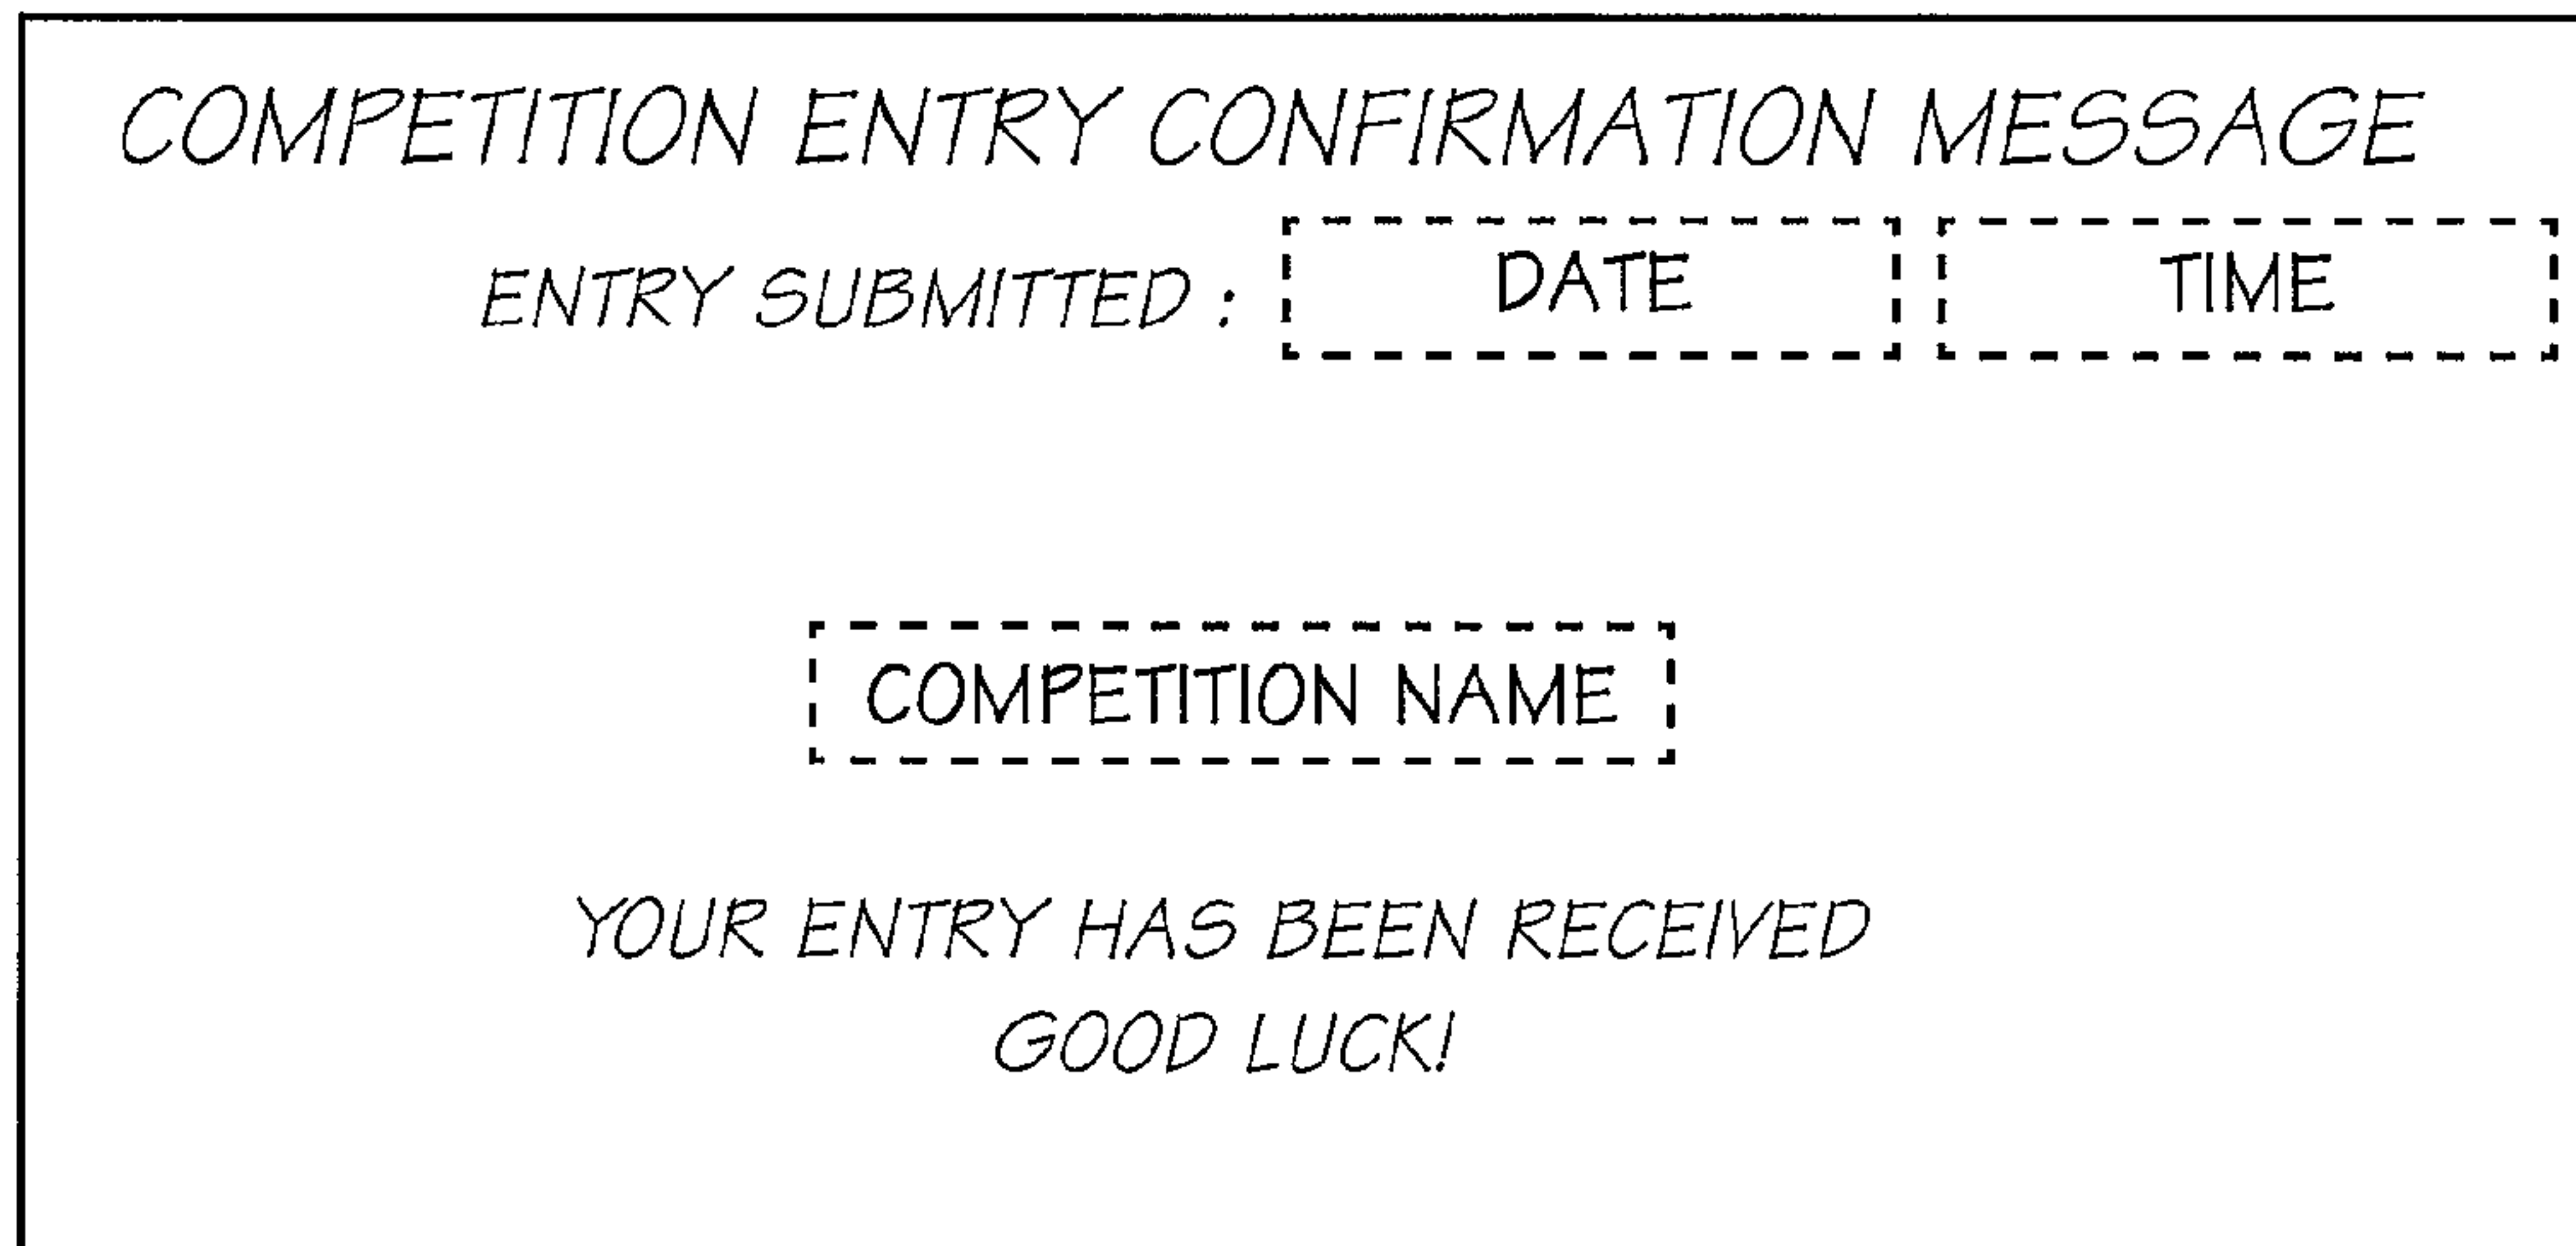 COMPETITION ENTRY CONFIRMATION MESSAGE
ENTRY SUBMITTED : DATE TIME
COMPETITION NAME
YOUR ENTRY HAS BEEN RECEIVED
GOOD LUCK!